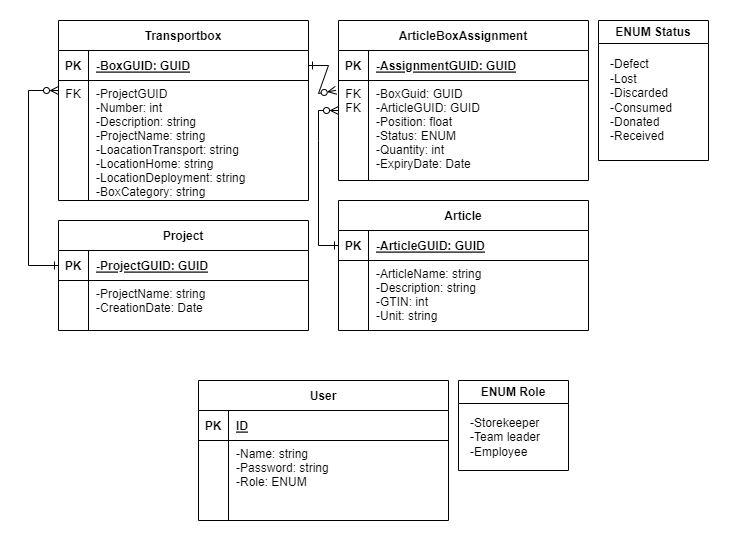 Transportbox
PK -BoxGUID: GUID
FK -ProjectGUID
-Number: int
-Description: string
-ProjectName: string
-LoacationTransport: string
-LocationHome: string
-LocationDeployment: string
-BoxCategory: string
ArticleBoxAssignment
PK -AssignmentGUID: GUID
FK -BoxGuid: GUID
FK -ArticleGUID: GUID
-Position: float
-Status: ENUM
-Quantity: int
-ExpiryDate: Date
ENUM Status
-Defect
-Lost
-Discarded
-Consumed
-Donated
-Received
Project
PK -ProjectGUID: GUID
-ProjectName: string
-CreationDate: Date
Article
PK -ArticleGUID: GUID
-ArticleName: string
-Description: string
-GTIN: int
-Unit: string
User
PK ID
-Name: string
-Password: string
-Role: ENUM
ENUM Role
-Storekeeper
-Team leader
-Employee